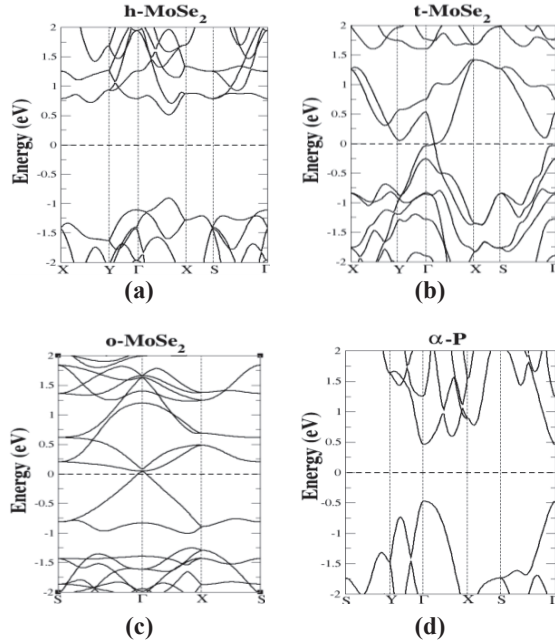 h-MoSe₂
Energy (eV)
2
1.5
1
0.5
0
-0.5
-1
-1.5
-2
X Y Γ X S Γ
(a)
t-MoSe₂
Energy (eV)
2
1.5
1
0.5
0
-0.5
-1
-1.5
-2
X Y Γ X S Γ
(b)
o-MoSe₂
Energy (eV)
2
1.5
1
0.5
0
-0.5
-1
-1.5
-2
S Γ X S
(c)
α-P
Energy (eV)
2
1.5
1
0.5
0
-0.5
-1
-1.5
-2
S Y Γ X S Γ
(d)